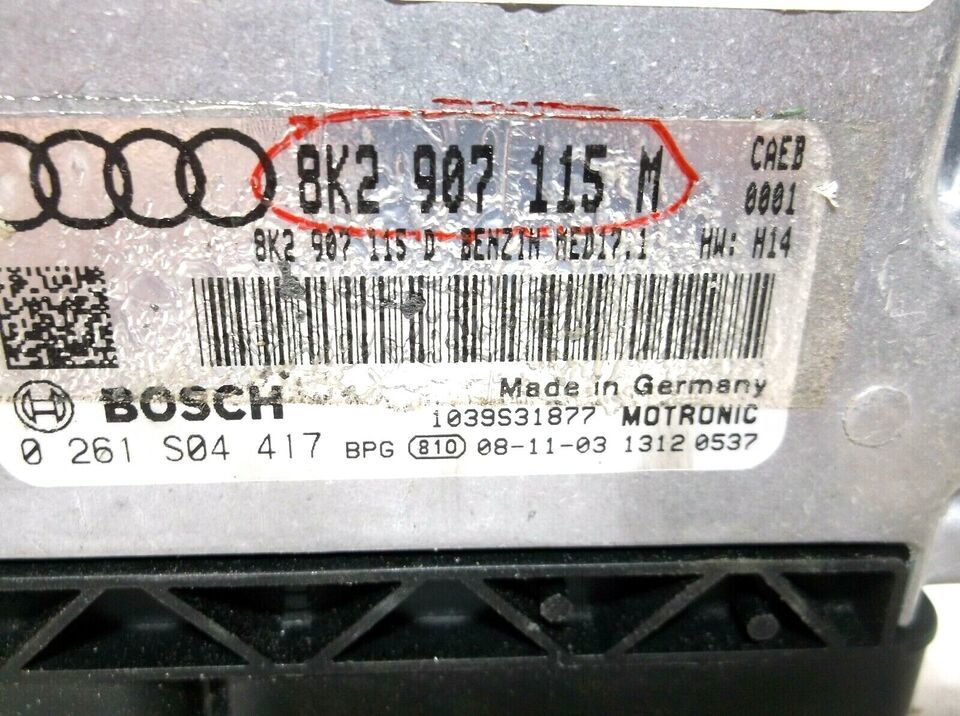 8K2 907 115 M CAEB
0001
8K2 907 115 D BENZIN MED17.1 HW: H14
Made in Germany
BOSCH 1039S31877 MOTRONIC
0 261 S04 417 BPG 810 08-11-03 1312 0537